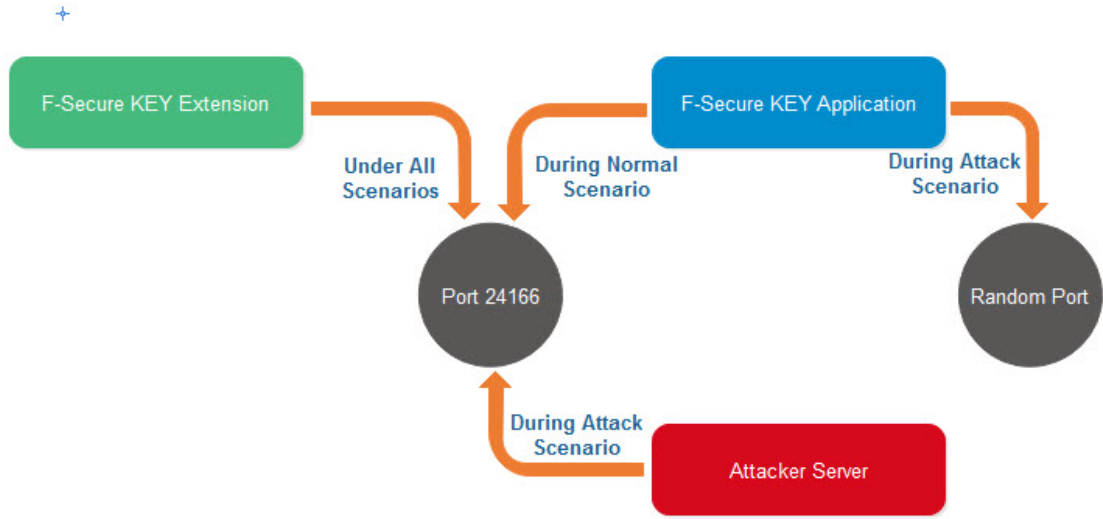 F-Secure KEY Extension
F-Secure KEY Application
Under All
Scenarios
During Normal
Scenario
During Attack
Scenario
Port 24166
Random Port
During Attack
Scenario
Attacker Server